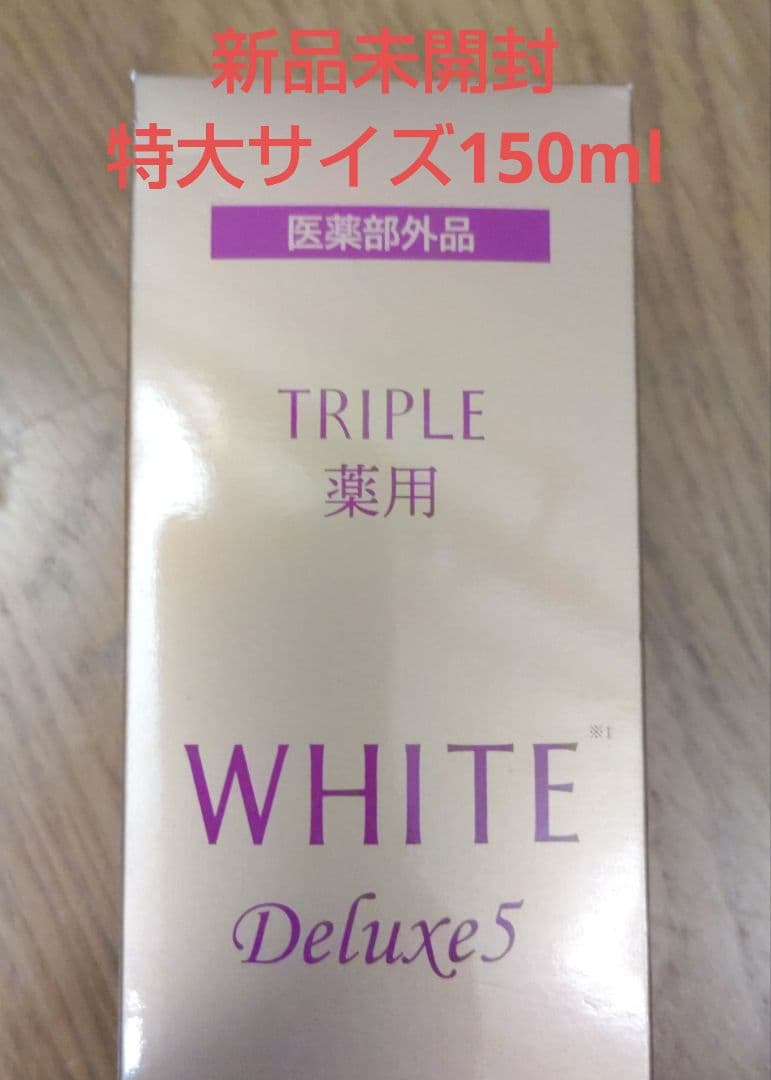 新品未開封
特大サイズ150ml
医薬部外品
TRIPLE
薬用
WHITE※1
Deluxe5